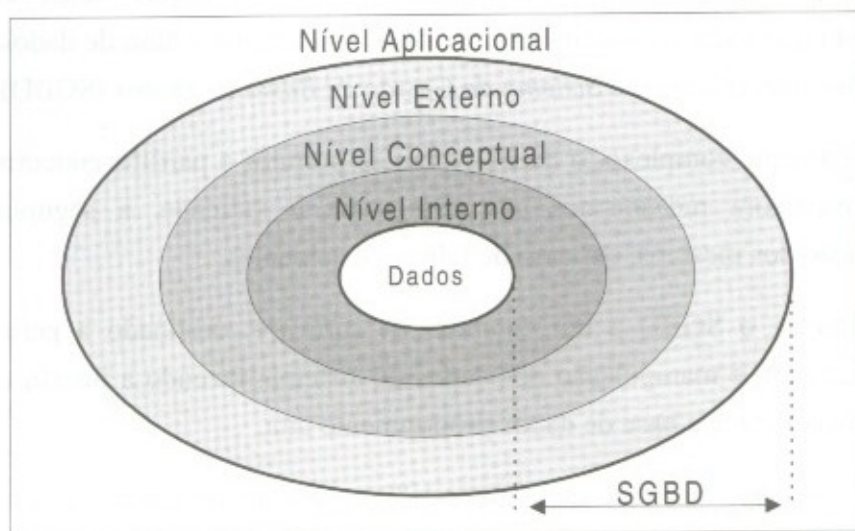 Nível Aplicacional
Nível Externo
Nível Conceptual
Nível Interno
Dados
SGBD